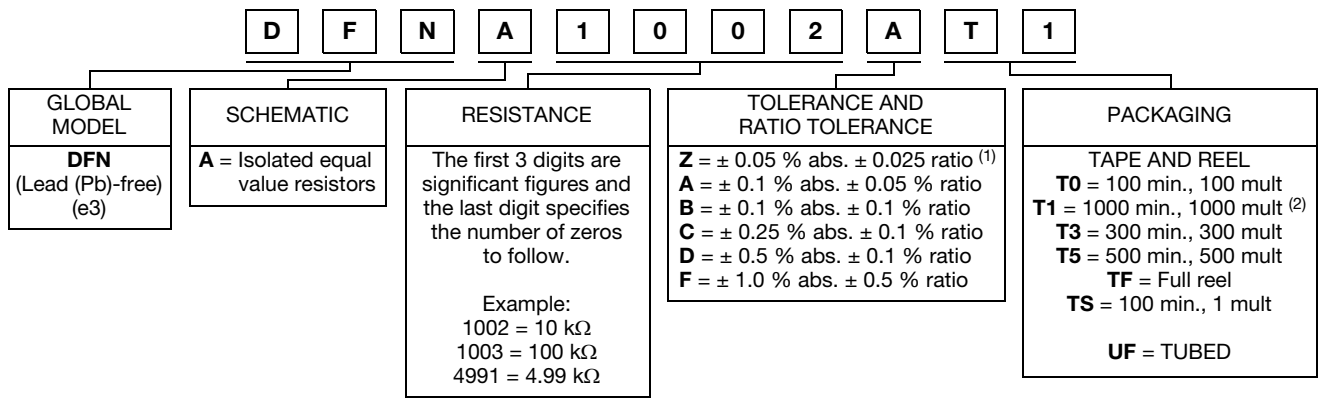 D F N A 1 0 0 2 A T 1
GLOBAL
MODEL
DFN
(Lead (Pb)-free)
(e3)
SCHEMATIC
A = Isolated equal
value resistors
RESISTANCE
The first 3 digits are
significant figures and
the last digit specifies
the number of zeros
to follow.
Example:
1002 = 10 kΩ
1003 = 100 kΩ
4991 = 4.99 kΩ
TOLERANCE AND
RATIO TOLERANCE
Z = ± 0.05 % abs. ± 0.025 ratio (1)
A = ± 0.1 % abs. ± 0.05 % ratio
B = ± 0.1 % abs. ± 0.1 % ratio
C = ± 0.25 % abs. ± 0.1 % ratio
D = ± 0.5 % abs. ± 0.1 % ratio
F = ± 1.0 % abs. ± 0.5 % ratio
PACKAGING
TAPE AND REEL
T0 = 100 min., 100 mult
T1 = 1000 min., 1000 mult (2)
T3 = 300 min., 300 mult
T5 = 500 min., 500 mult
TF = Full reel
TS = 100 min., 1 mult
UF = TUBED